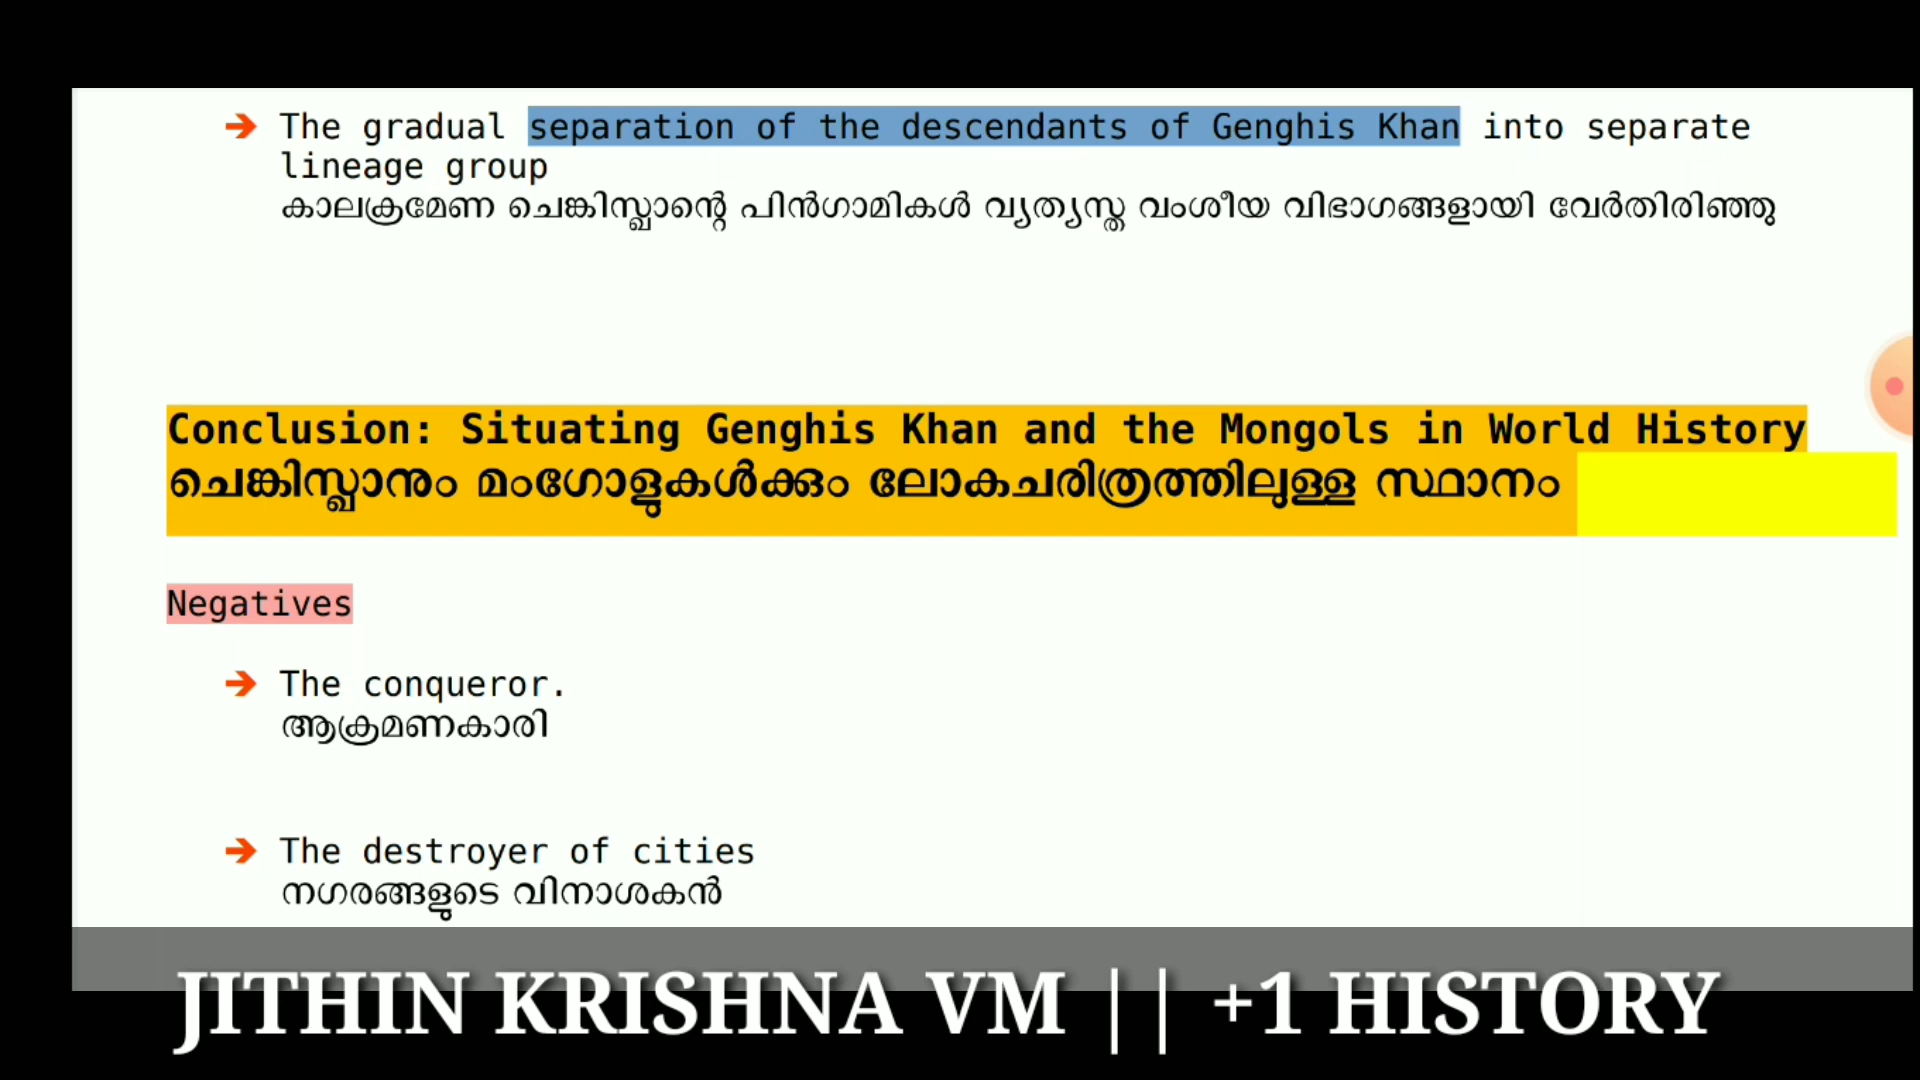 ➔ The gradual separation of the descendants of Genghis Khan into separate
lineage group
കാലക്രമേണ ചെങ്കിസ്ഖാന്റെ പിൻഗാമികൾ വ്യത്യസ്ത വംശീയ വിഭാഗങ്ങളായി വേർതിരിഞ്ഞു
Conclusion: Situating Genghis Khan and the Mongols in World History
ചെങ്കിസ്ഖാനും മംഗോളുകൾക്കും ലോകചരിത്രത്തിലുള്ള സ്ഥാനം
Negatives
➔ The conqueror.
ആക്രമണകാരി
➔ The destroyer of cities
നഗരങ്ങളുടെ വിനാശകൻ
JITHIN KRISHNA VM || +1 HISTORY